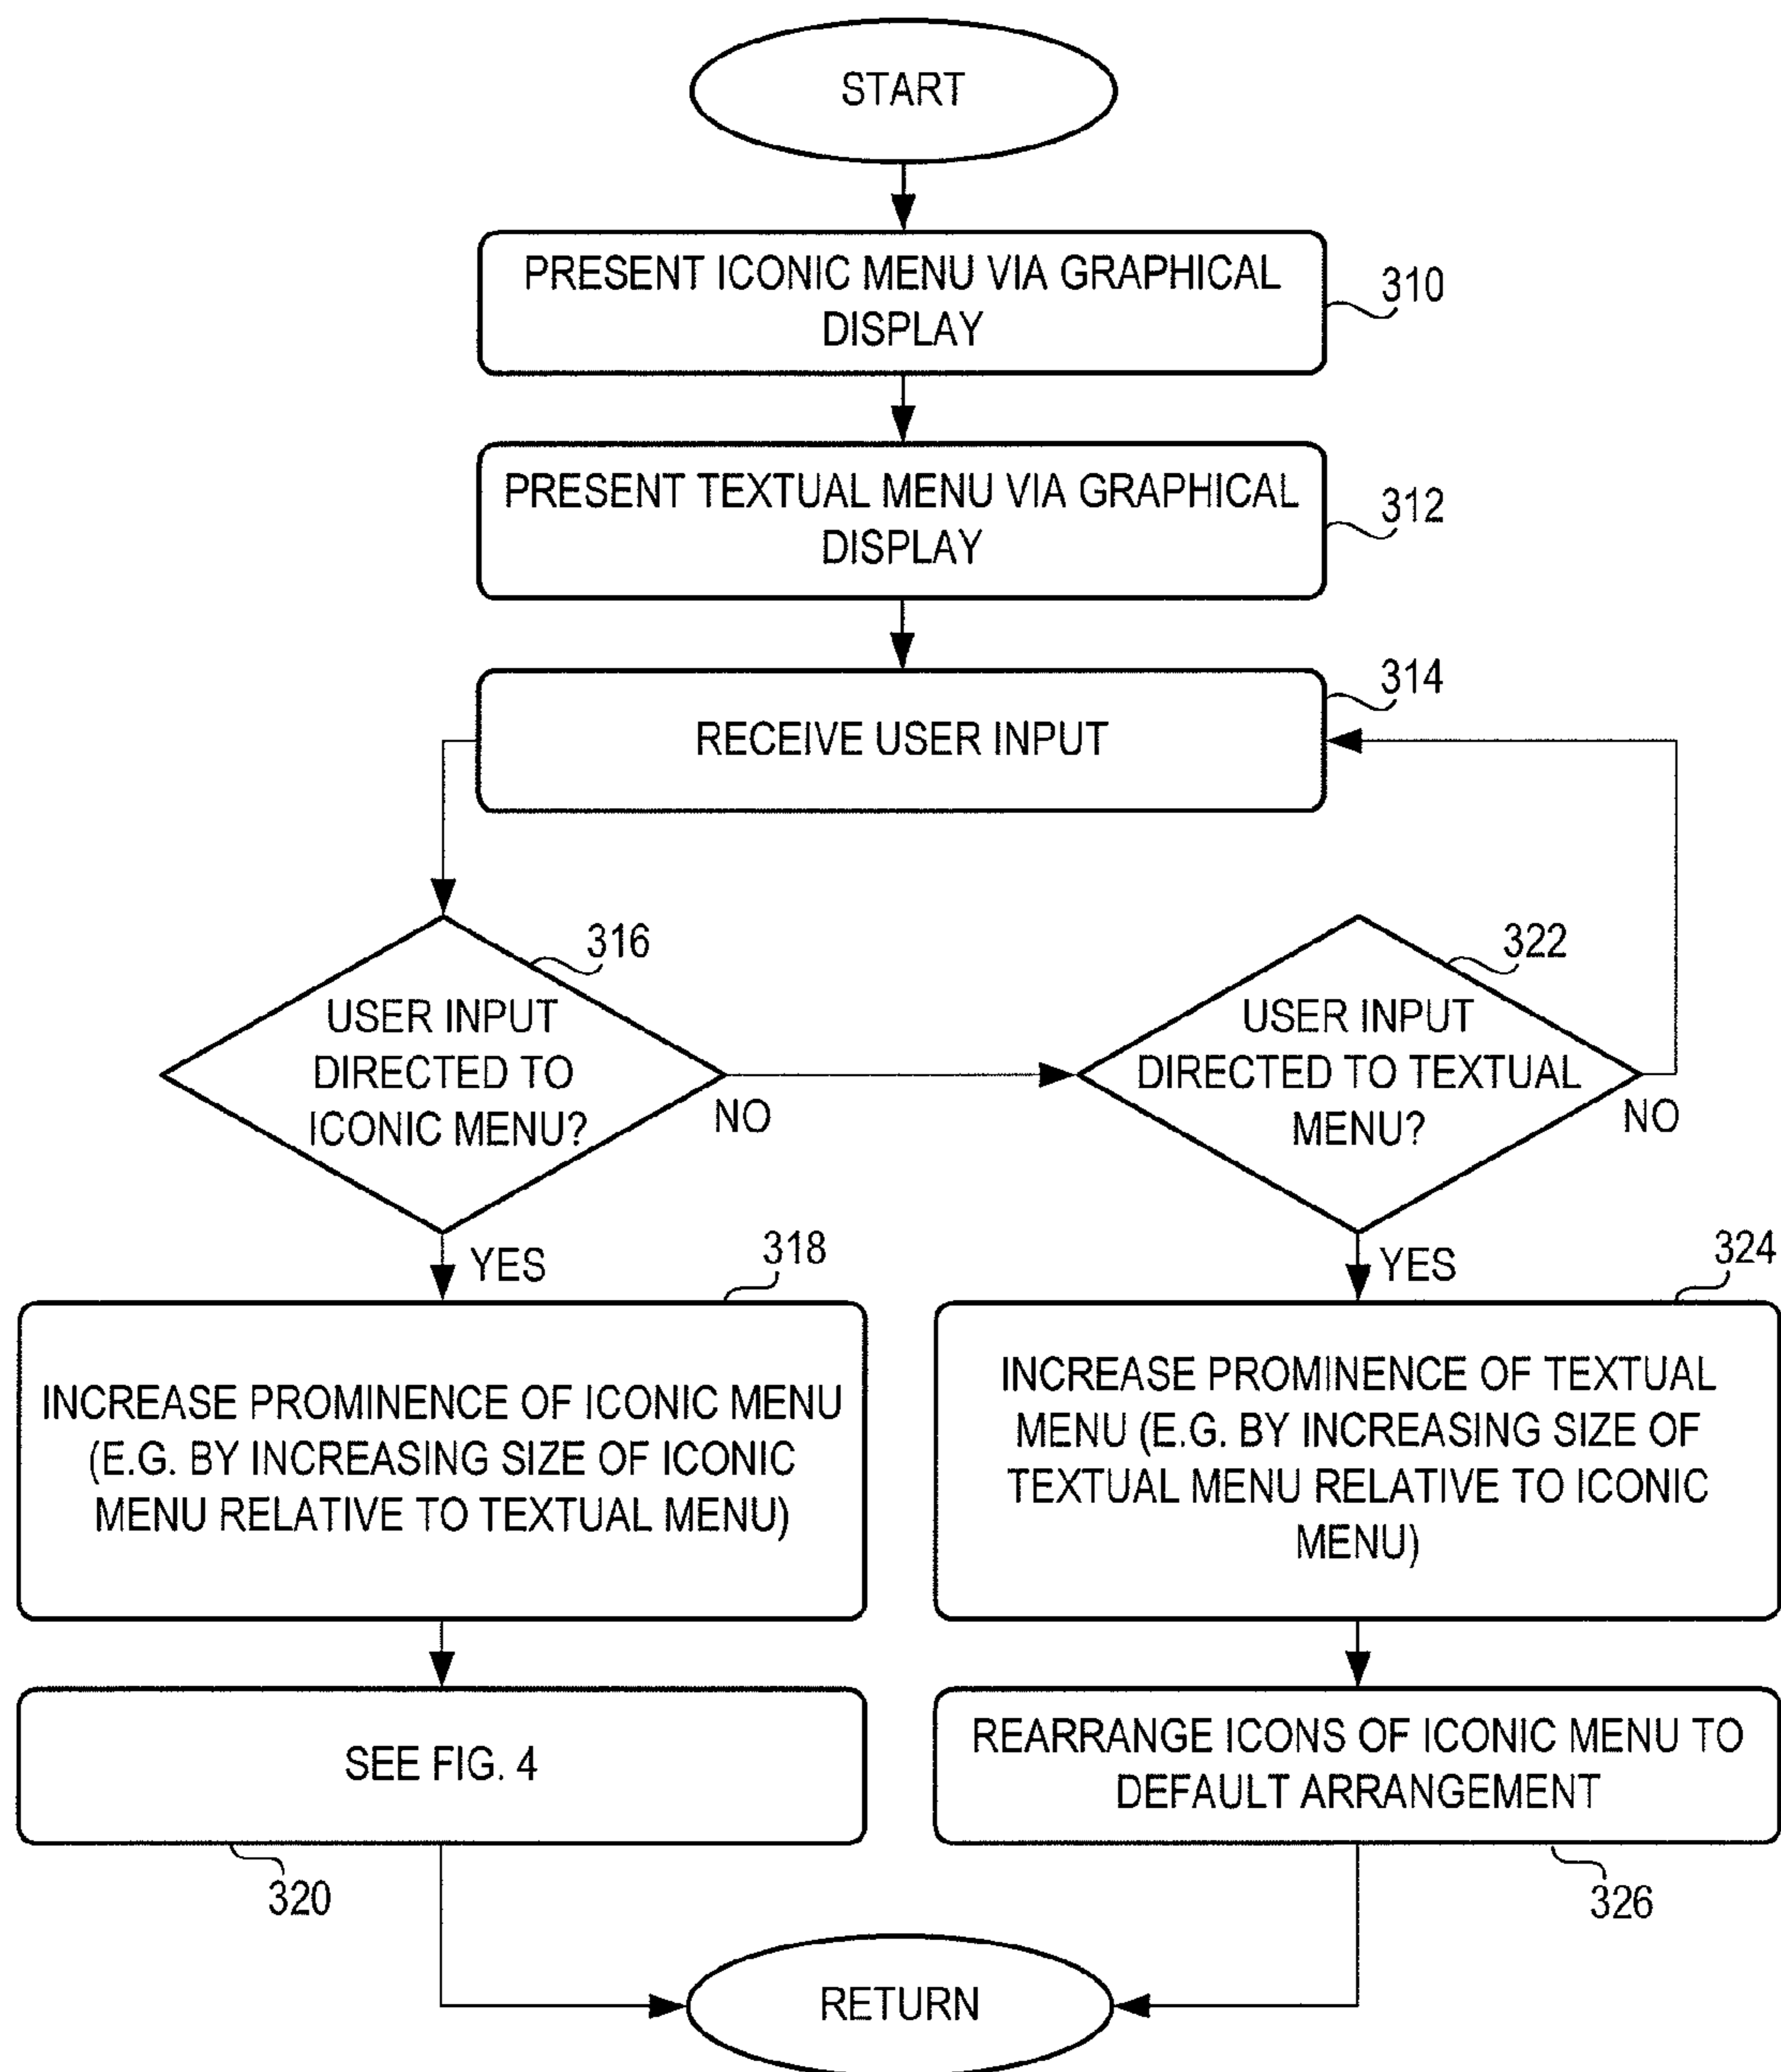 START
PRESENT ICONIC MENU VIA GRAPHICAL
DISPLAY
310
PRESENT TEXTUAL MENU VIA GRAPHICAL
DISPLAY
312
RECEIVE USER INPUT
314
316
USER INPUT
DIRECTED TO
ICONIC MENU?
NO
322
USER INPUT
DIRECTED TO TEXTUAL
MENU?
NO
YES
318
INCREASE PROMINENCE OF ICONIC MENU
(E.G. BY INCREASING SIZE OF ICONIC
MENU RELATIVE TO TEXTUAL MENU)
YES
324
INCREASE PROMINENCE OF TEXTUAL
MENU (E.G. BY INCREASING SIZE OF
TEXTUAL MENU RELATIVE TO ICONIC
MENU)
SEE FIG. 4
320
REARRANGE ICONS OF ICONIC MENU TO
DEFAULT ARRANGEMENT
326
RETURN